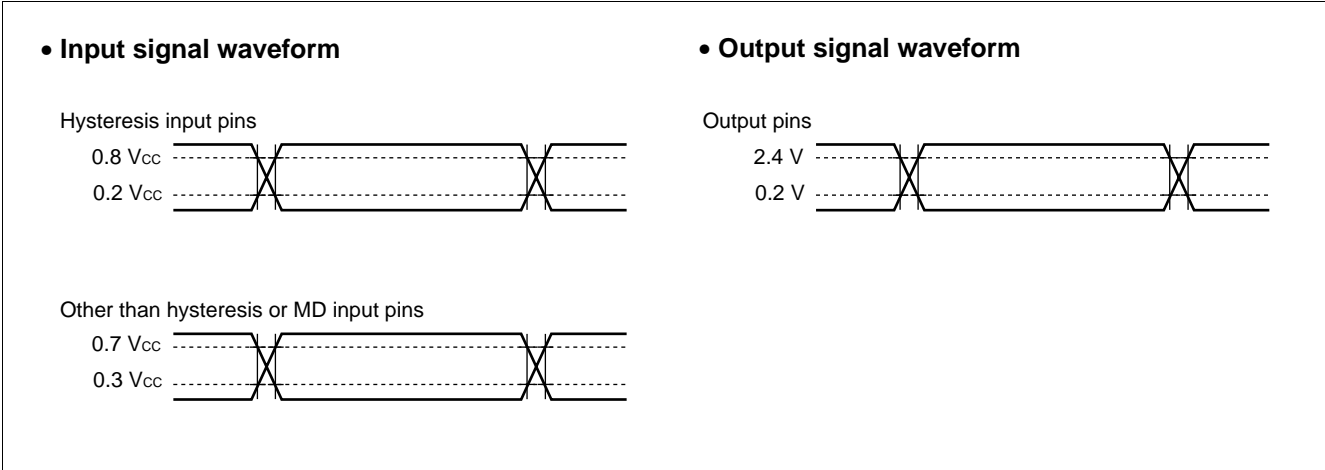 • Input signal waveform
Hysteresis input pins
0.8 Vcc
0.2 Vcc
Other than hysteresis or MD input pins
0.7 Vcc
0.3 Vcc
• Output signal waveform
Output pins
2.4 V
0.2 V